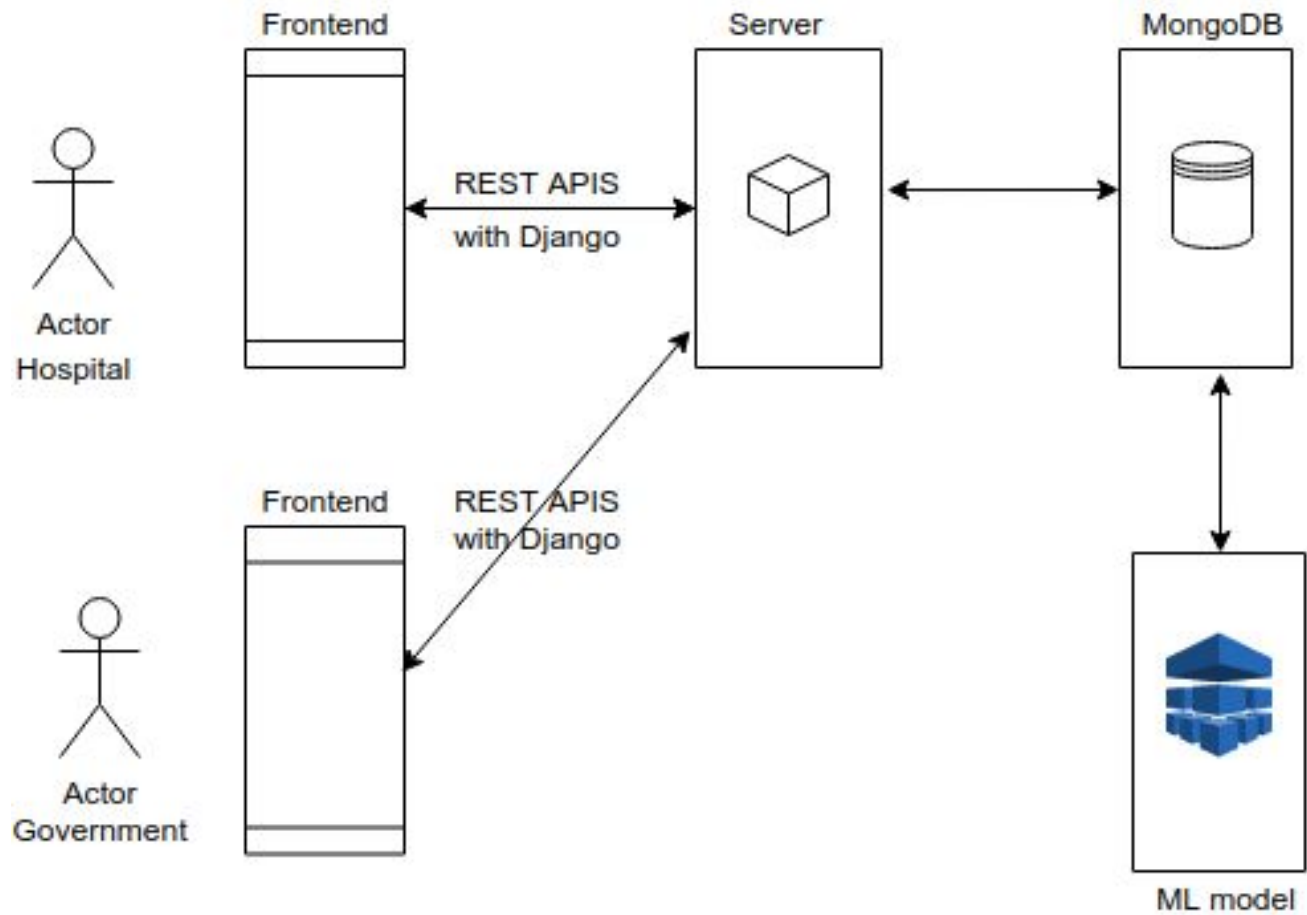 Frontend
Server
MongoDB
REST APIS
with Django
Actor
Hospital
Frontend
REST APIS
with Django
Actor
Government
ML model